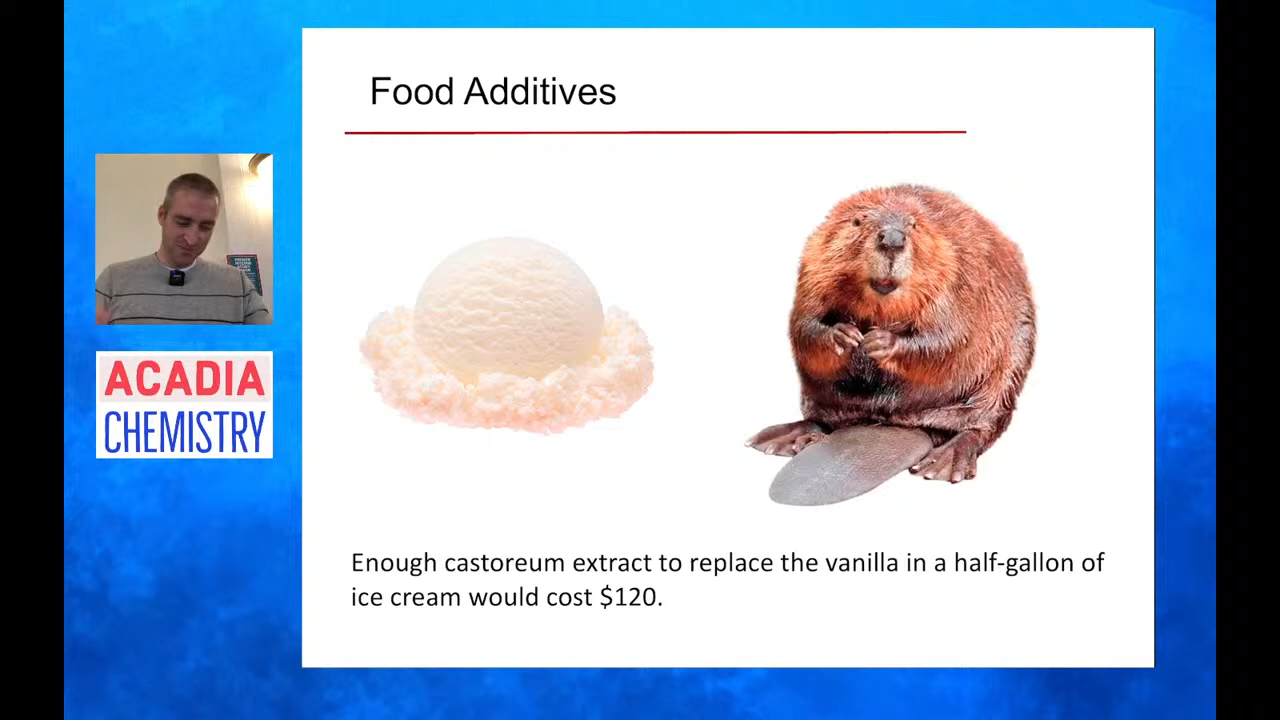 Food Additives
ACADIA
CHEMISTRY
Enough castoreum extract to replace the vanilla in a half-gallon of
ice cream would cost $120.